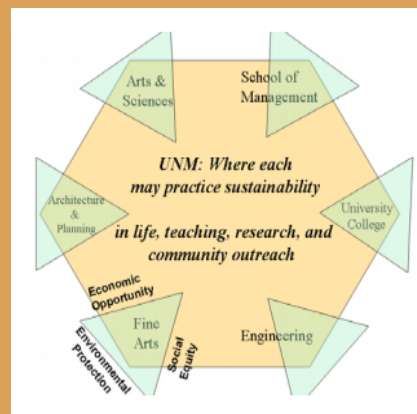 Arts &
Sciences
School of
Management
UNM: Where each
may practice sustainability
in life, teaching, research, and
community outreach
Architecture
&
Planning
University
College
Economic
Opportunity
Fine
Arts
Environmental
Protection
Social
Equity
Engineering